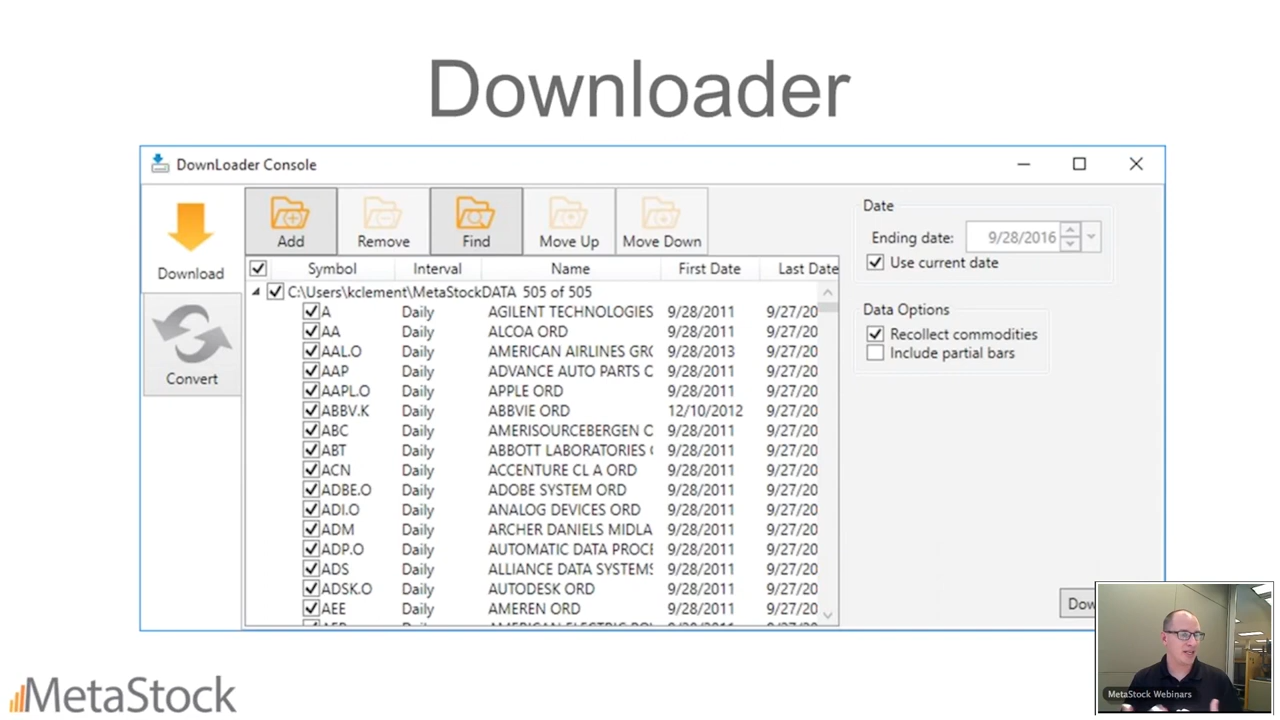 Downloader
DownLoader Console
Download
Convert
Add Remove Find Move Up Move Down
Symbol Interval Name First Date Last Date
C:\Users\kclement\MetaStockDATA 505 of 505
A Daily AGILENT TECHNOLOGIES 9/28/2011 9/27/20
AA Daily ALCOA ORD 9/28/2011 9/27/20
AAL.O Daily AMERICAN AIRLINES GR 9/28/2013 9/27/20
AAP Daily ADVANCE AUTO PARTS C 9/28/2011 9/27/20
AAPL.O Daily APPLE ORD 9/28/2011 9/27/20
ABBV.K Daily ABBVIE ORD 12/10/2012 9/27/20
ABC Daily AMERISOURCEBERGEN C 9/28/2011 9/27/20
ABT Daily ABBOTT LABORATORIES 9/28/2011 9/27/20
ACN Daily ACCENTURE CL A ORD 9/28/2011 9/27/20
ADBE.O Daily ADOBE SYSTEM ORD 9/28/2011 9/27/20
ADI.O Daily ANALOG DEVICES ORD 9/28/2011 9/27/20
ADM Daily ARCHER DANIELS MIDLA 9/28/2011 9/27/20
ADP.O Daily AUTOMATIC DATA PROCE 9/28/2011 9/27/20
ADS Daily ALLIANCE DATA SYSTEMS 9/28/2011 9/27/20
ADSK.O Daily AUTODESK ORD 9/28/2011 9/27/20
AEE Daily AMEREN ORD 9/28/2011 9/27/20
Date
Ending date: 9/28/2016
Use current date
Data Options
Recollect commodities
Include partial bars
Dow
MetaStock Webinars
MetaStock